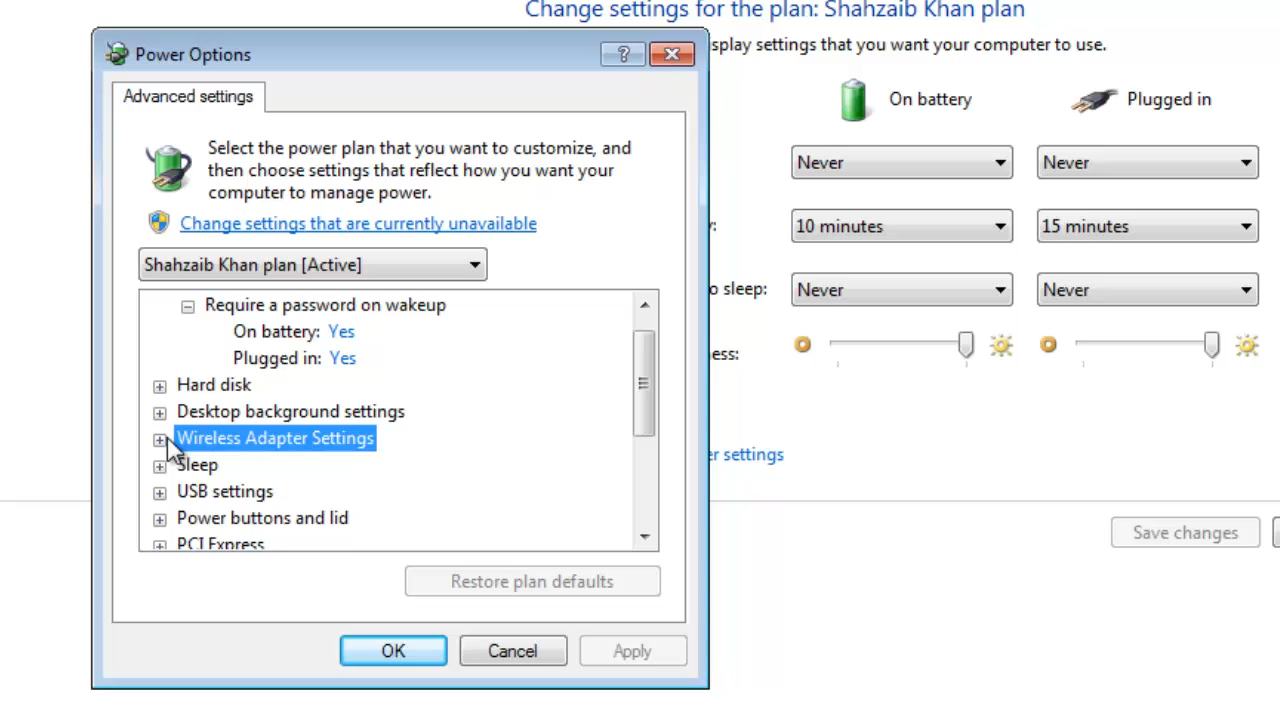 Change settings for the plan: Shahzaib Khan plan
Power Options
splay settings that you want your computer to use.
Advanced settings
On battery
Plugged in
Select the power plan that you want to customize, and
then choose settings that reflect how you want your
computer to manage power.
Change settings that are currently unavailable
Shahzaib Khan plan [Active]
Require a password on wakeup
On battery: Yes
Plugged in: Yes
Hard disk
Desktop background settings
Wireless Adapter Settings
Sleep
USB settings
Power buttons and lid
PCI Express
Restore plan defaults
OK
Cancel
Apply
Never
Never
y:
10 minutes
15 minutes
o sleep:
Never
Never
ess:
er settings
Save changes